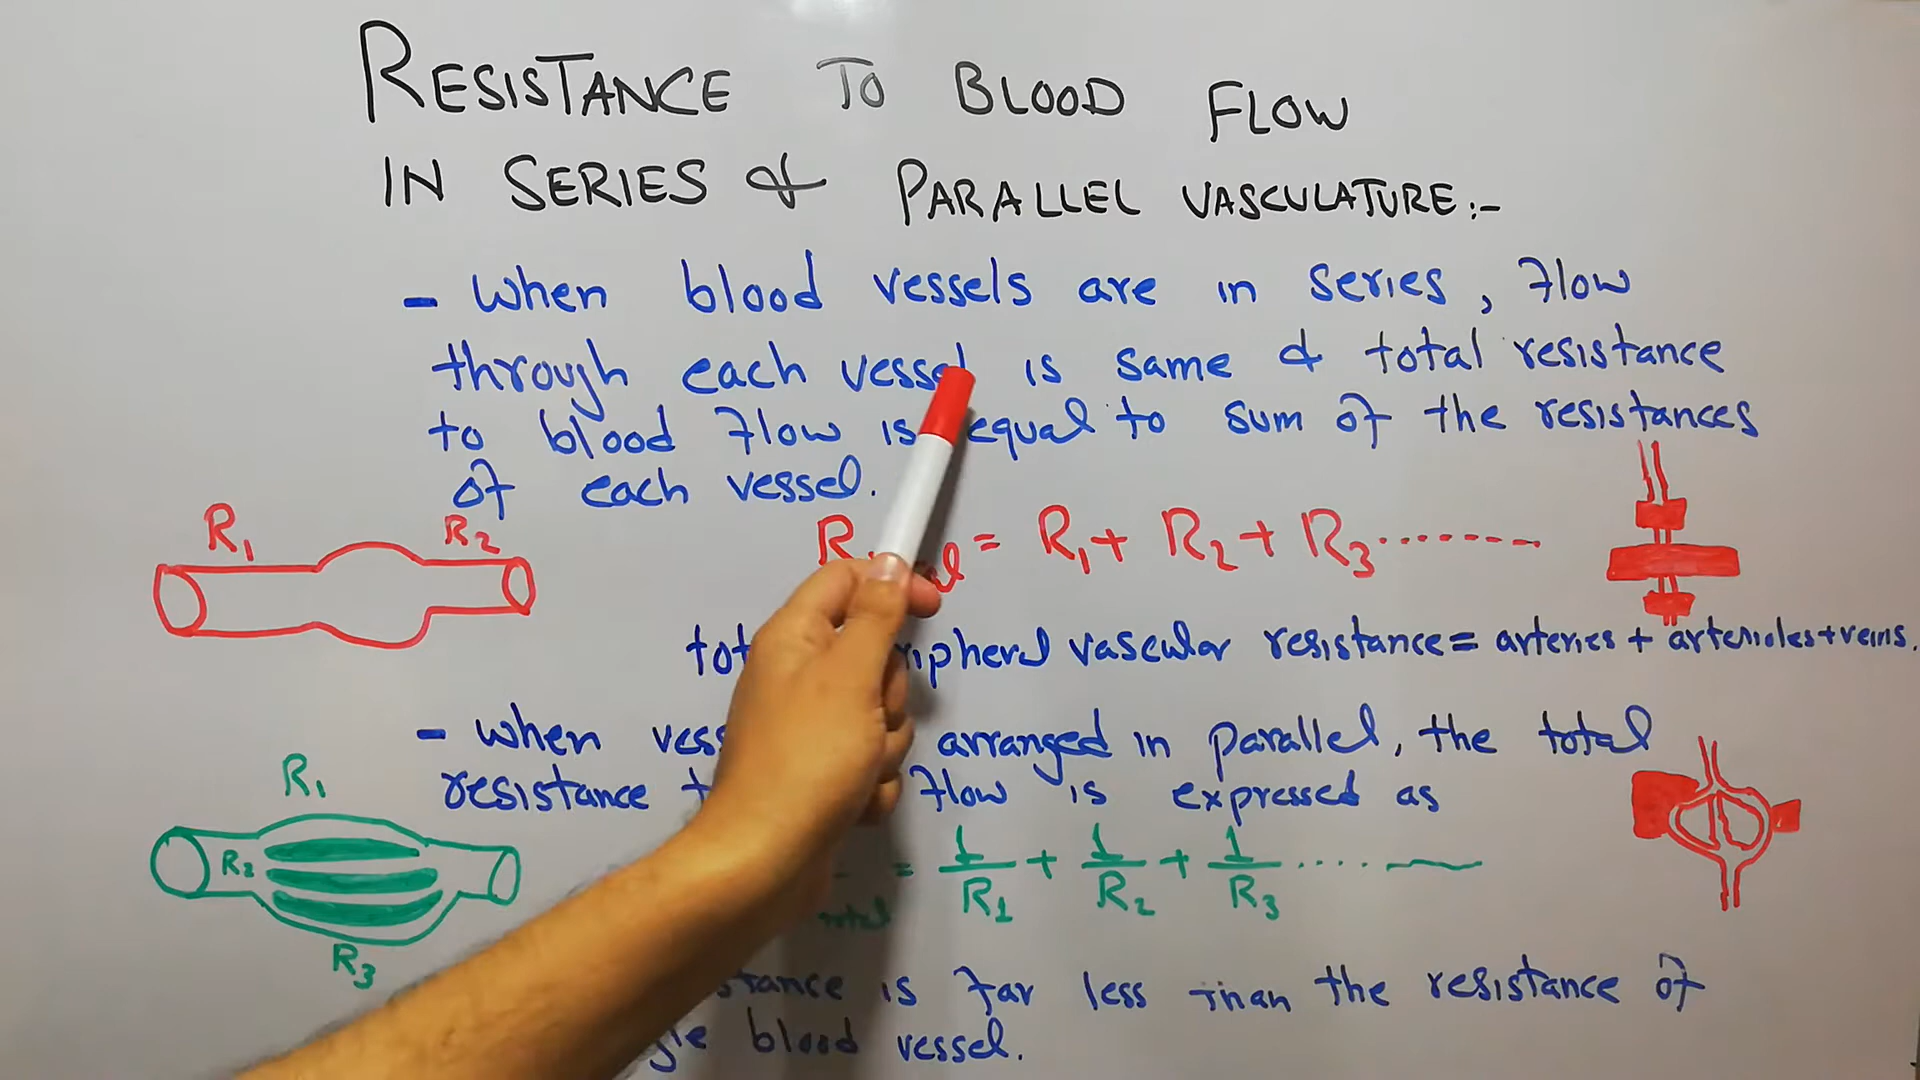 RESISTANCE TO BLOOD FLOW
IN SERIES & PARALLEL VASCULATURE:-
- When blood vessels are in series, flow
through each vessel is same & total resistance
to blood flow is equal to sum of the resistances
of each vessel.
R1 R2
= R1 + R2 + R3 ........
peripheral vascular resistance = arteries + arterioles + veins.
- When arranged in parallel, the total
resistance flow is expressed as
R1
R2
R3
total = 1/R1 + 1/R2 + 1/R3 ....
is far less than the resistance of
blood vessel.